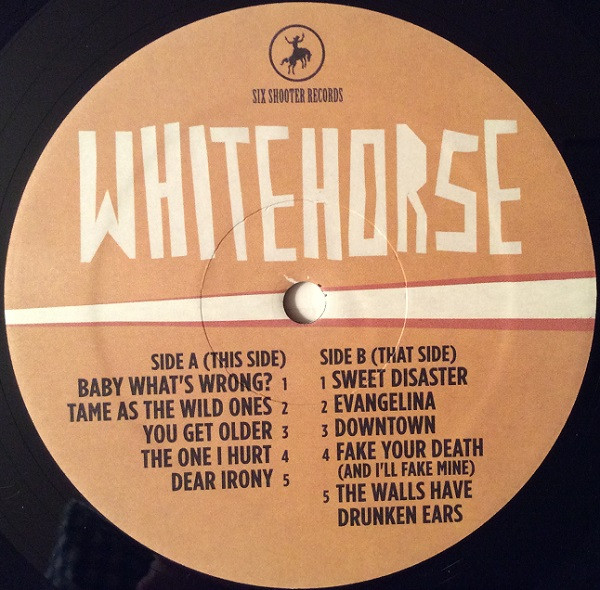 SIX SHOOTER RECORDS
WHITEHORSE
SIDE A (THIS SIDE)
BABY WHAT'S WRONG? 1
TAME AS THE WILD ONES 2
YOU GET OLDER 3
THE ONE I HURT 4
DEAR IRONY 5
SIDE B (THAT SIDE)
1 SWEET DISASTER
2 EVANGELINA
3 DOWNTOWN
4 FAKE YOUR DEATH
(AND I'LL FAKE MINE)
5 THE WALLS HAVE
DRUNKEN EARS